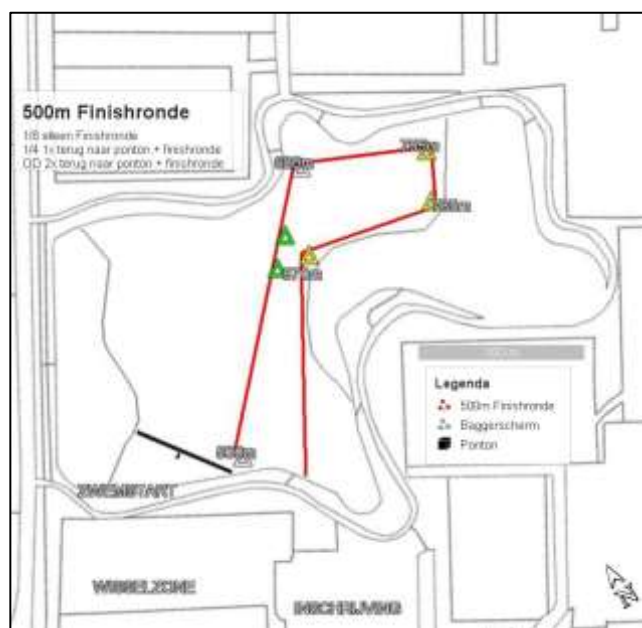 500m Finishronde
1/8 alleen Finishronde
1/4 1x terug naar ponton + finishronde
OD 2x terug naar ponton + finishronde
Legenda
500m Finishronde
Baggerscherm
Ponton
ZWEMSTART
WISSELZONE
INSCHRIJVING